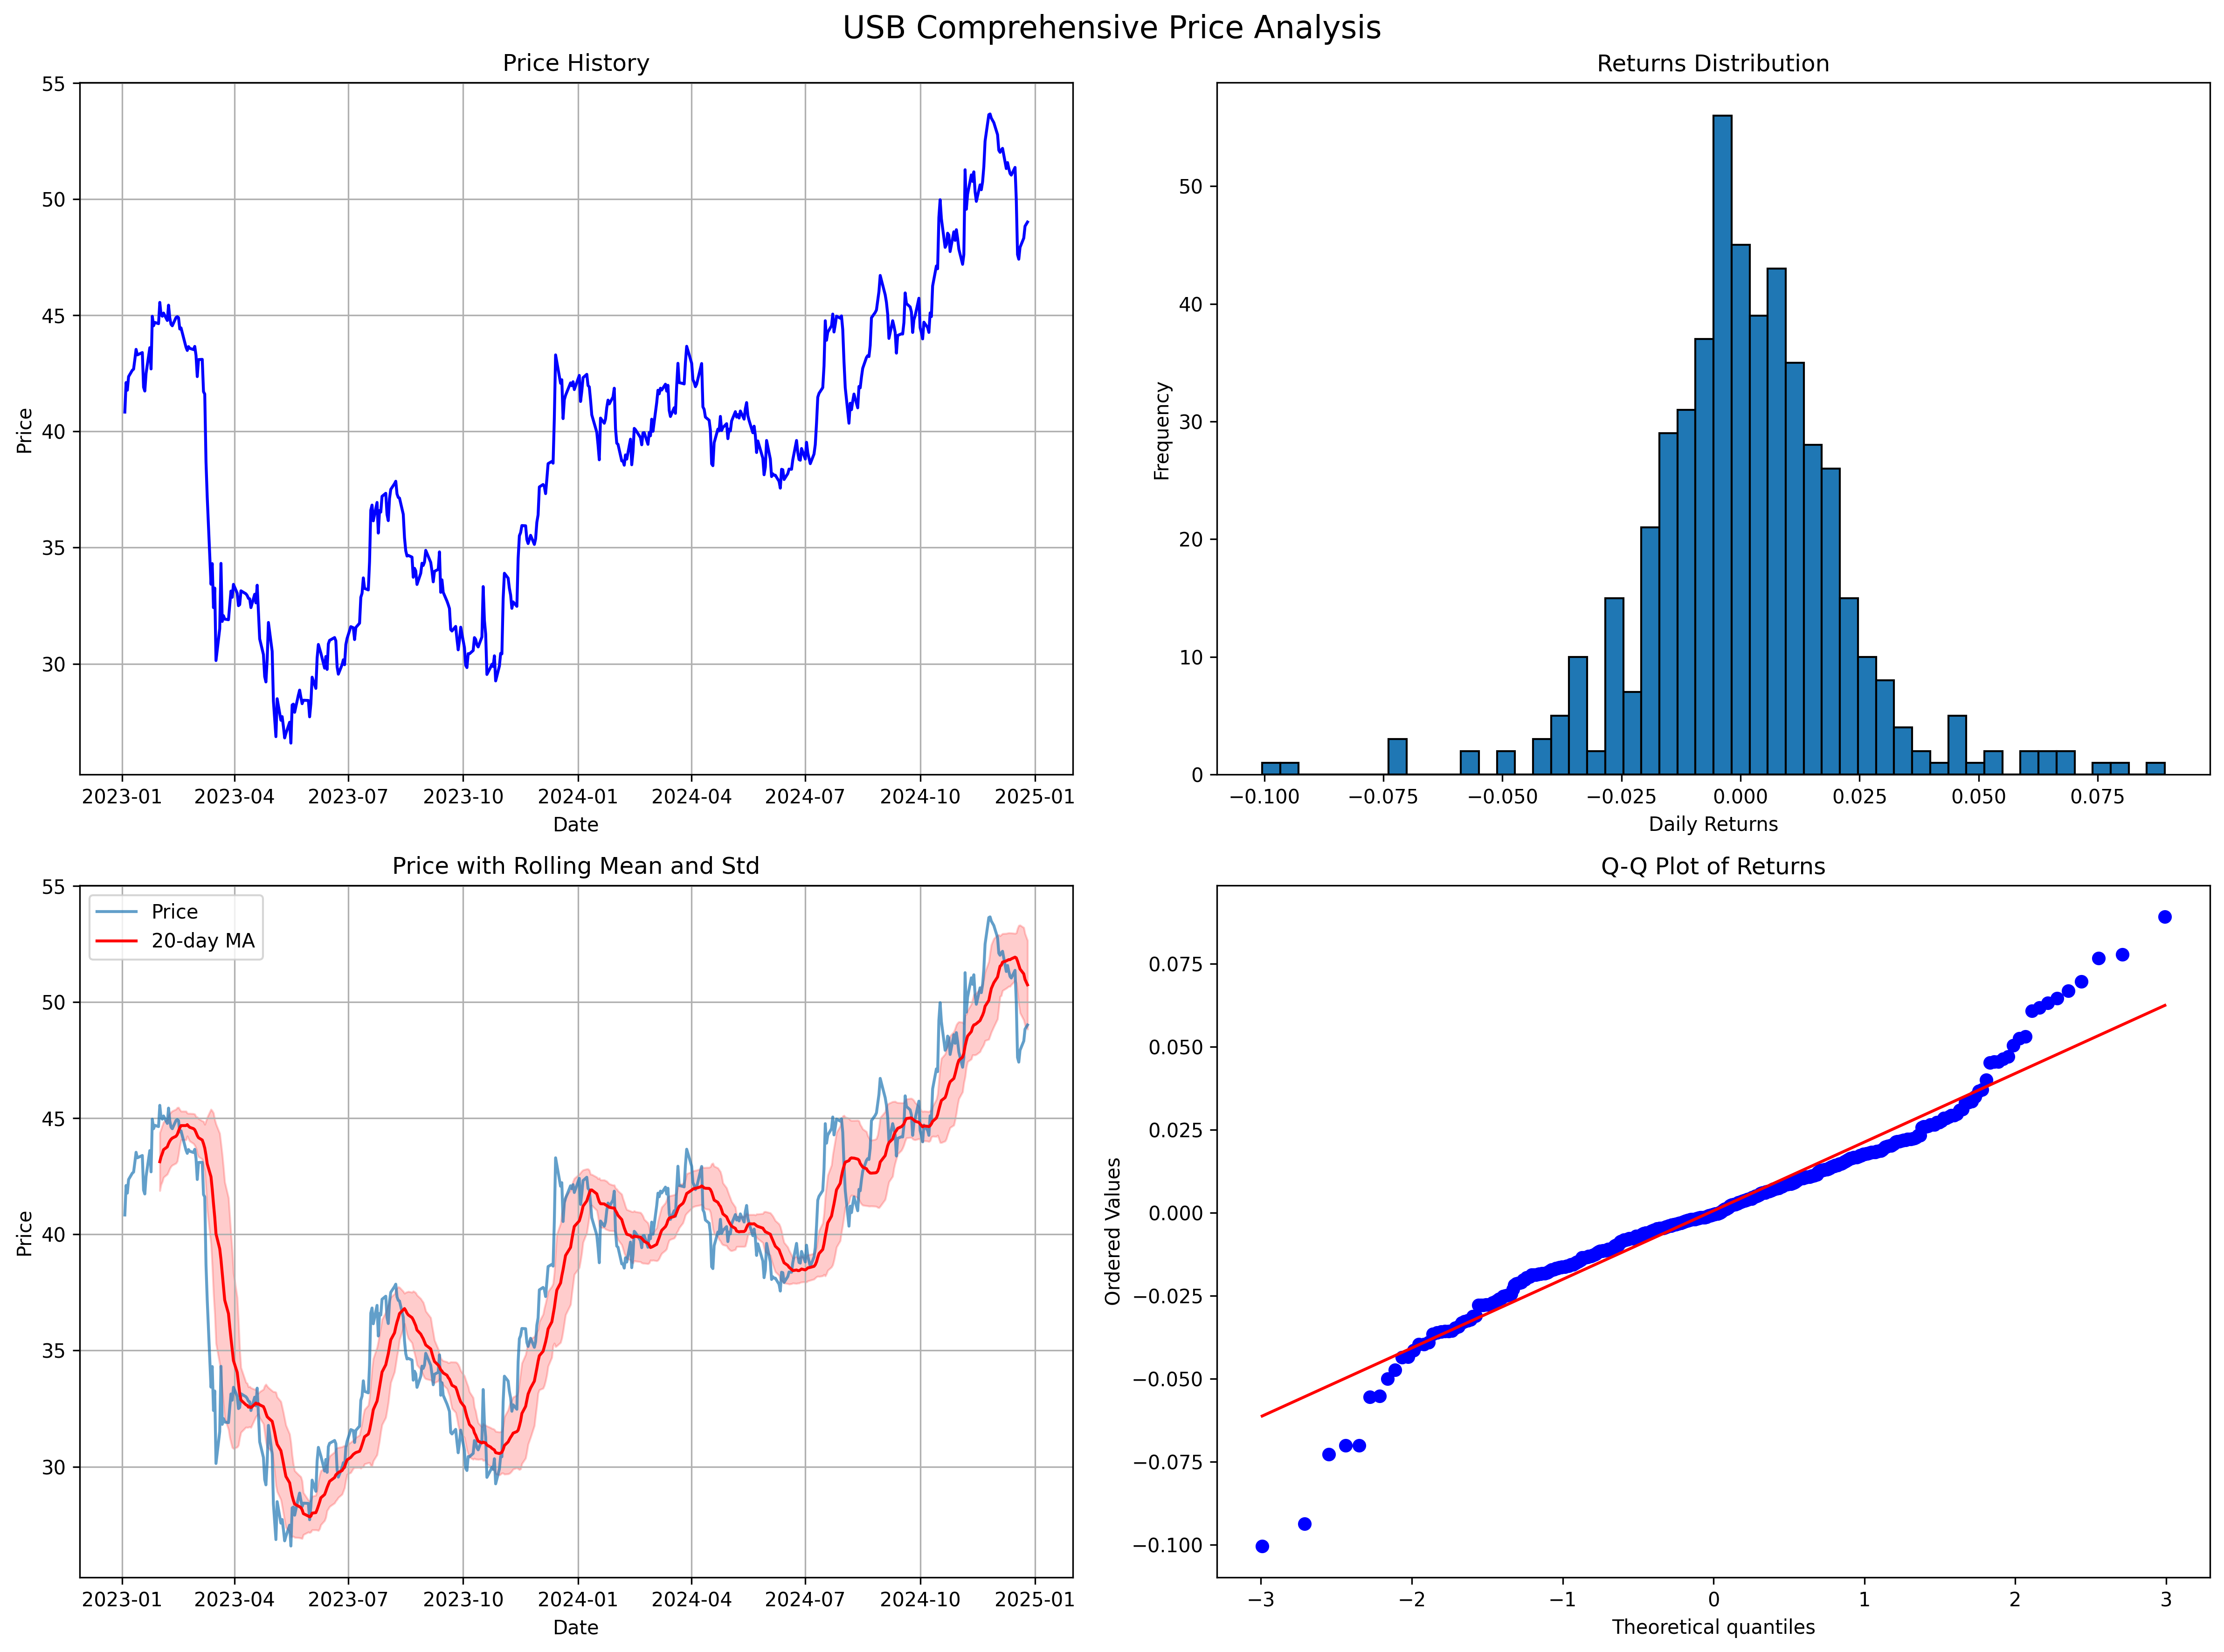 USB Comprehensive Price Analysis
Price History
55
50
45
40
35
30
Price
2023-01 2023-04 2023-07 2023-10 2024-01 2024-04 2024-07 2024-10 2025-01
Date
Returns Distribution
50
40
30
20
10
0
Frequency
−0.100 −0.075 −0.050 −0.025 0.000 0.025 0.050 0.075
Daily Returns
Price with Rolling Mean and Std
Price
20-day MA
55
50
45
40
35
30
Price
2023-01 2023-04 2023-07 2023-10 2024-01 2024-04 2024-07 2024-10 2025-01
Date
Q-Q Plot of Returns
0.075
0.050
0.025
0.000
−0.025
−0.050
−0.075
−0.100
Ordered Values
−3 −2 −1 0 1 2 3
Theoretical quantiles